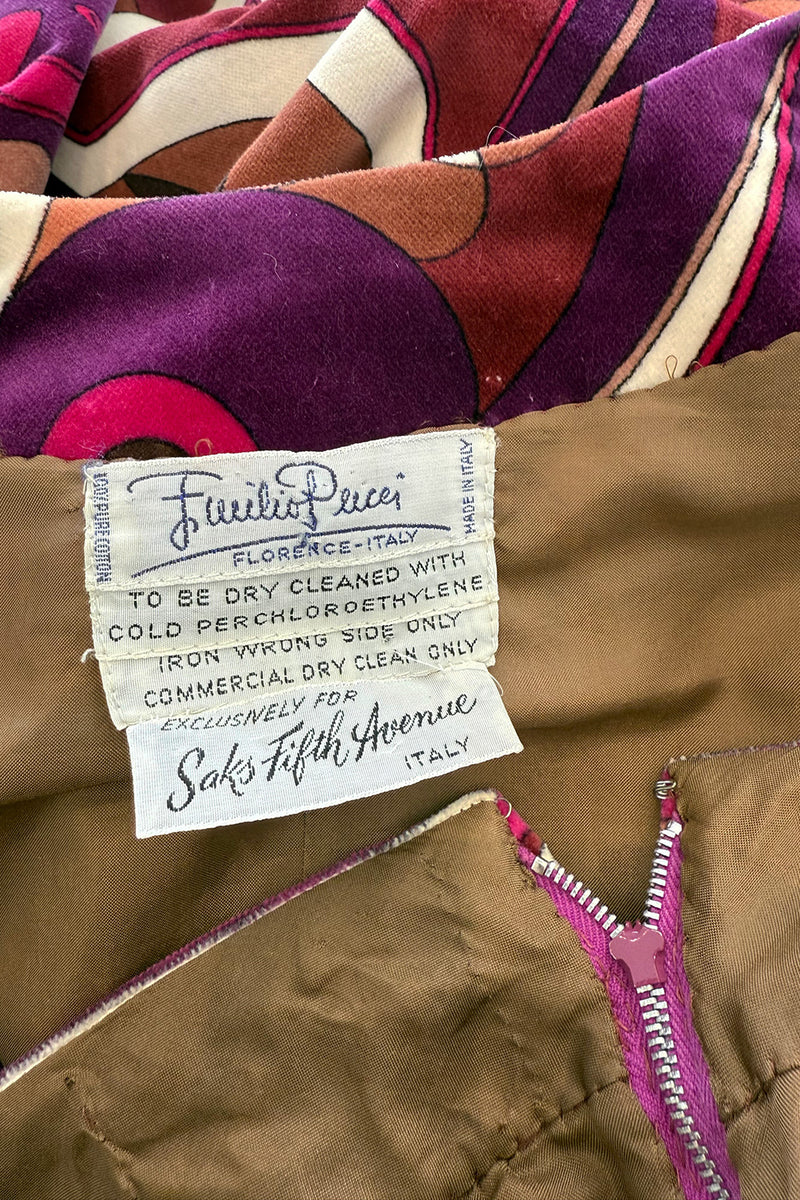 Emilio Pucci
FLORENCE-ITALY
100% PURE COTTON
MADE IN ITALY
TO BE DRY CLEANED WITH
COLD PERCHLOROETHYLENE
IRON WRONG SIDE ONLY
COMMERCIAL DRY CLEAN ONLY
EXCLUSIVELY FOR
Saks Fifth Avenue
ITALY